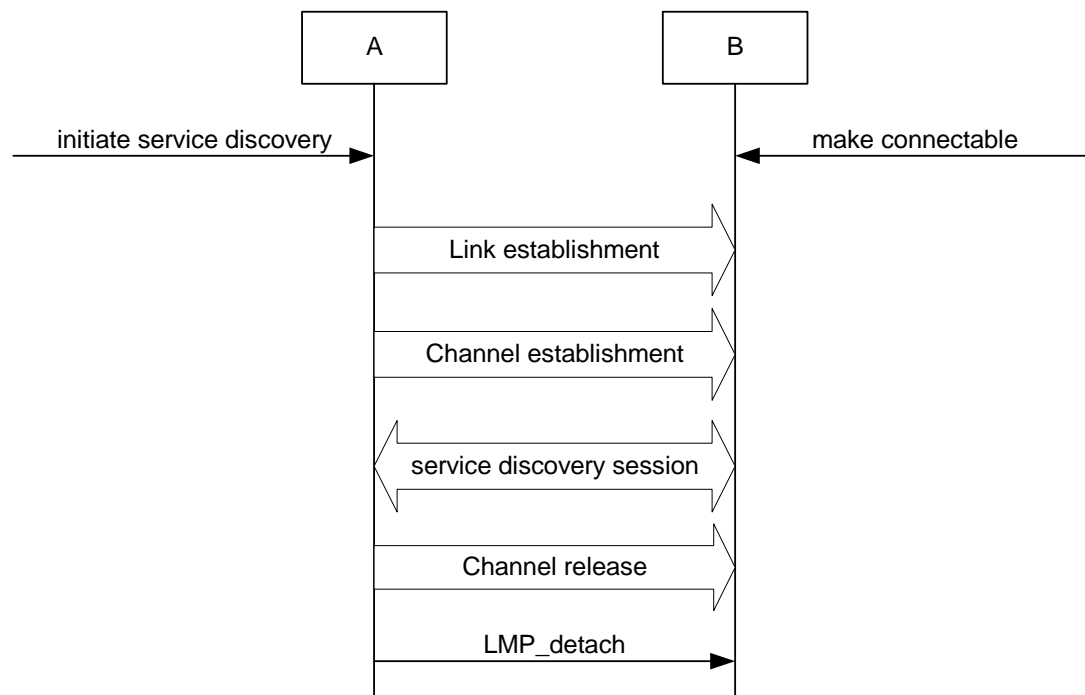 A
B
initiate service discovery
make connectable
Link establishment
Channel establishment
service discovery session
Channel release
LMP_detach